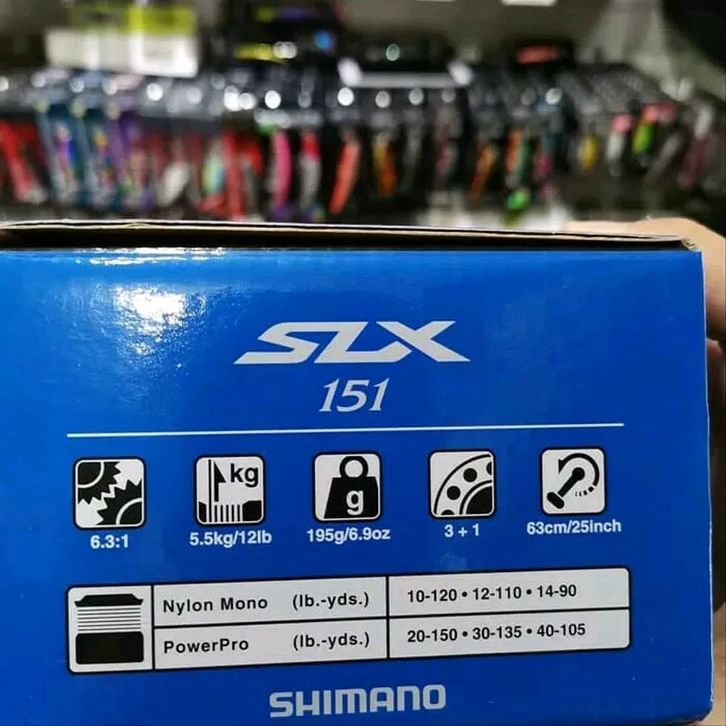 SLX
151
kg
g
6.3:1
5.5kg/12lb
195g/6.9oz
3 + 1
63cm/25inch
Nylon Mono (lb.-yds.) 10-120 • 12-110 • 14-90
PowerPro (lb.-yds.) 20-150 • 30-135 • 40-105
SHIMANO